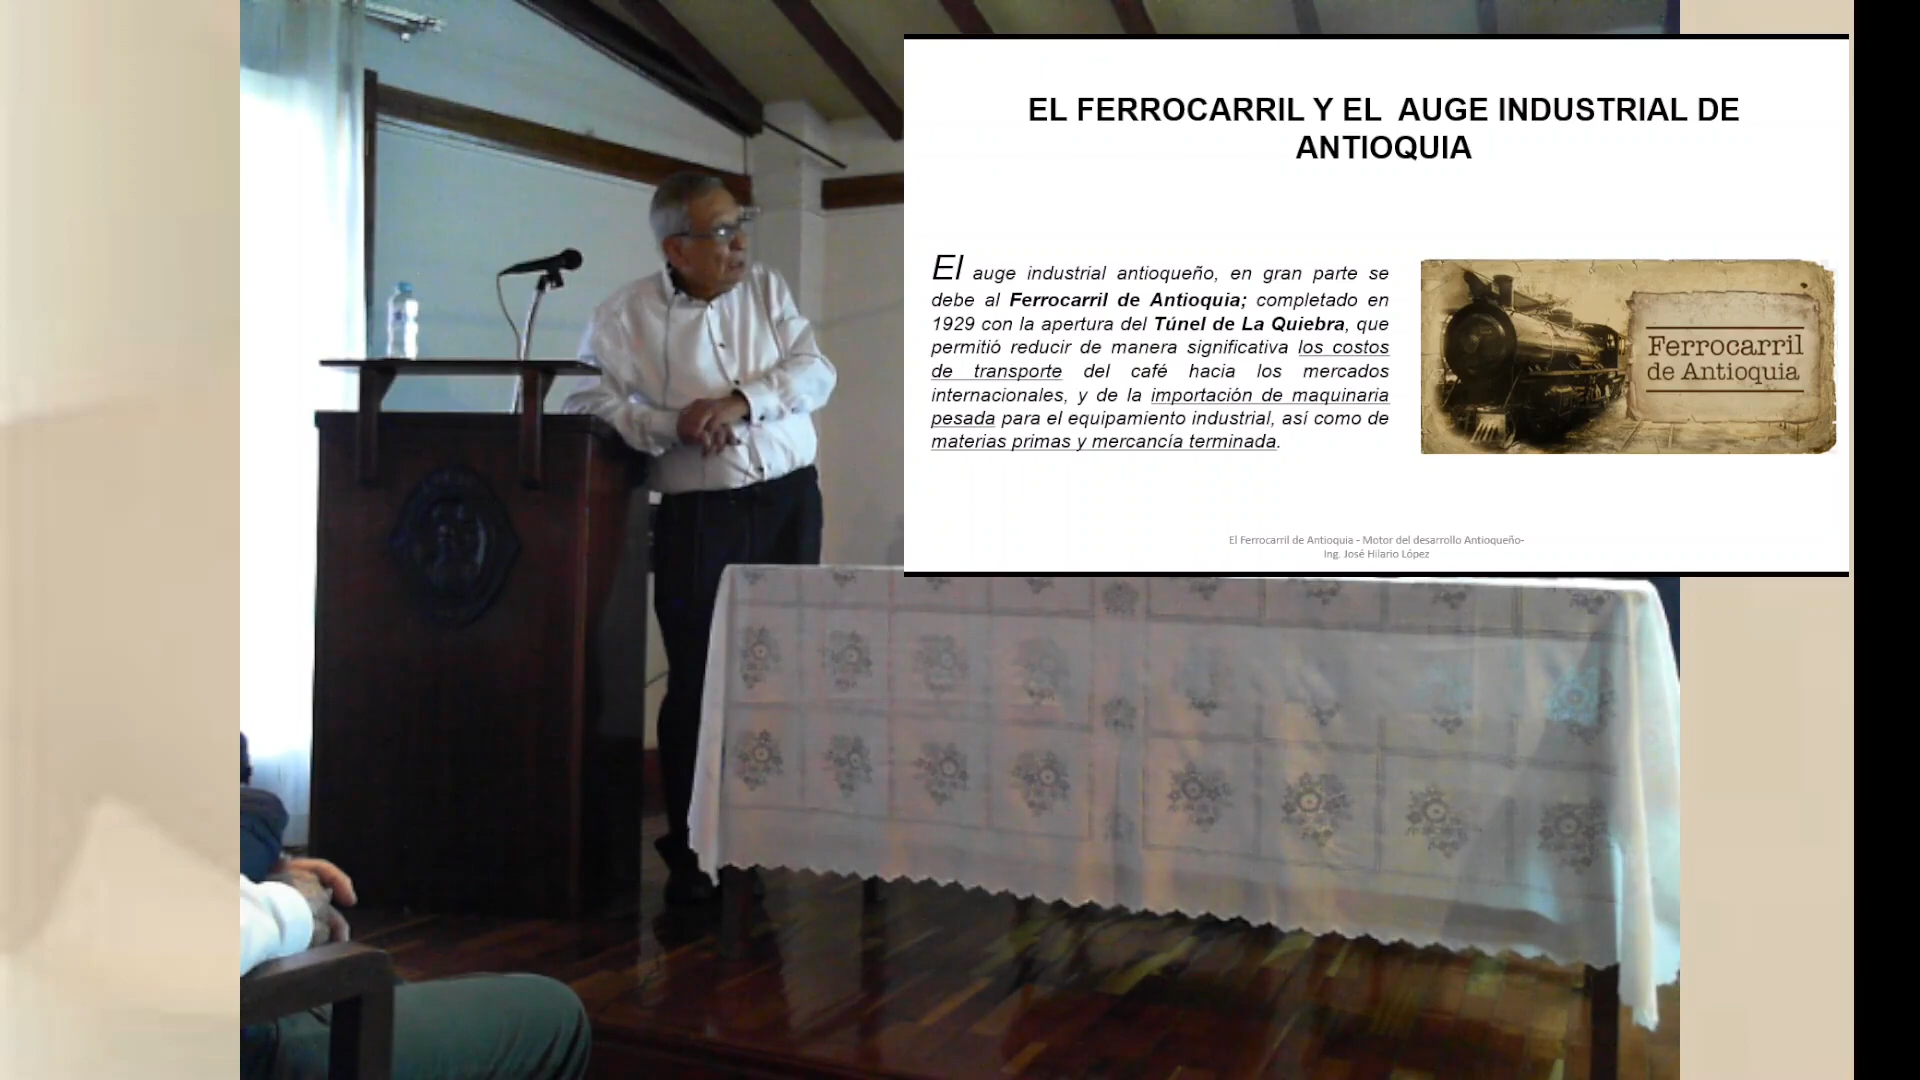 EL FERROCARRIL Y EL AUGE INDUSTRIAL DE
ANTIOQUIA
El auge industrial antioqueño, en gran parte se
debe al Ferrocarril de Antioquia; completado en
1929 con la apertura del Túnel de La Quiebra, que
permitió reducir de manera significativa los costos
de transporte del café hacia los mercados
internacionales, y de la importación de maquinaria
pesada para el equipamiento industrial, así como de
materias primas y mercancía terminada.
Ferrocarril
de Antioquia
El Ferrocarril de Antioquia - Motor del desarrollo Antioqueño-
Ing. José Hilario López